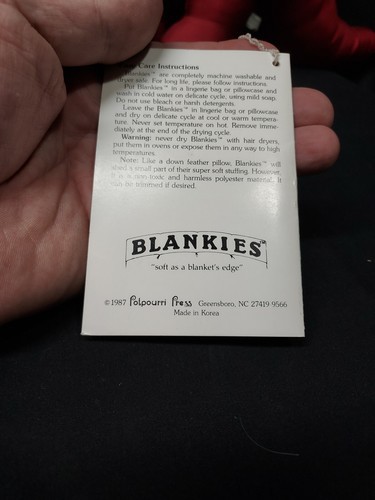 Care Instructions
Blankies™ are completely machine washable and
dryer safe. For long life, please follow instructions.
Put Blankies™ in a lingerie bag or pillowcase and
wash in cold water on delicate cycle, using mild soap.
Do not use bleach or harsh detergents.
Leave the Blankies™ in lingerie bag or pillowcase
and dry on delicate cycle at cool or warm tempera-
ture. Never set temperature on hot. Remove imme-
diately at the end of the drying cycle.
Warning: never dry Blankies™ with hair dryers,
put them in ovens or expose them in any way to high
temperatures.
Note: Like a down feather pillow, Blankies™ will
a small part of their super soft stuffing. However,
it is a non toxic and harmless polyester material. It
can be trimmed if desired.
BLANKIES™
"soft as a blanket's edge"
©1987 Potpourri Press Greensboro, NC 27419-9566
Made in Korea